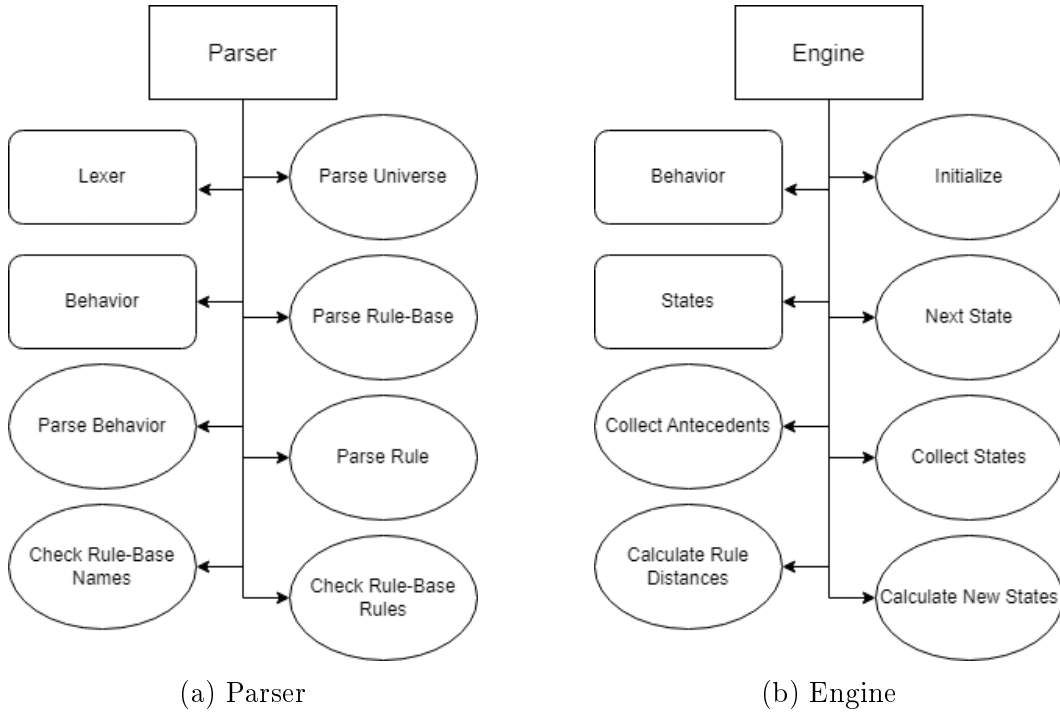 Parser
Lexer
Parse Universe
Behavior
Parse Rule-Base
Parse Behavior
Parse Rule
Check Rule-Base
Names
Check Rule-Base
Rules
(a) Parser
Engine
Behavior
Initialize
States
Next State
Collect Antecedents
Collect States
Calculate Rule
Distances
Calculate New States
(b) Engine